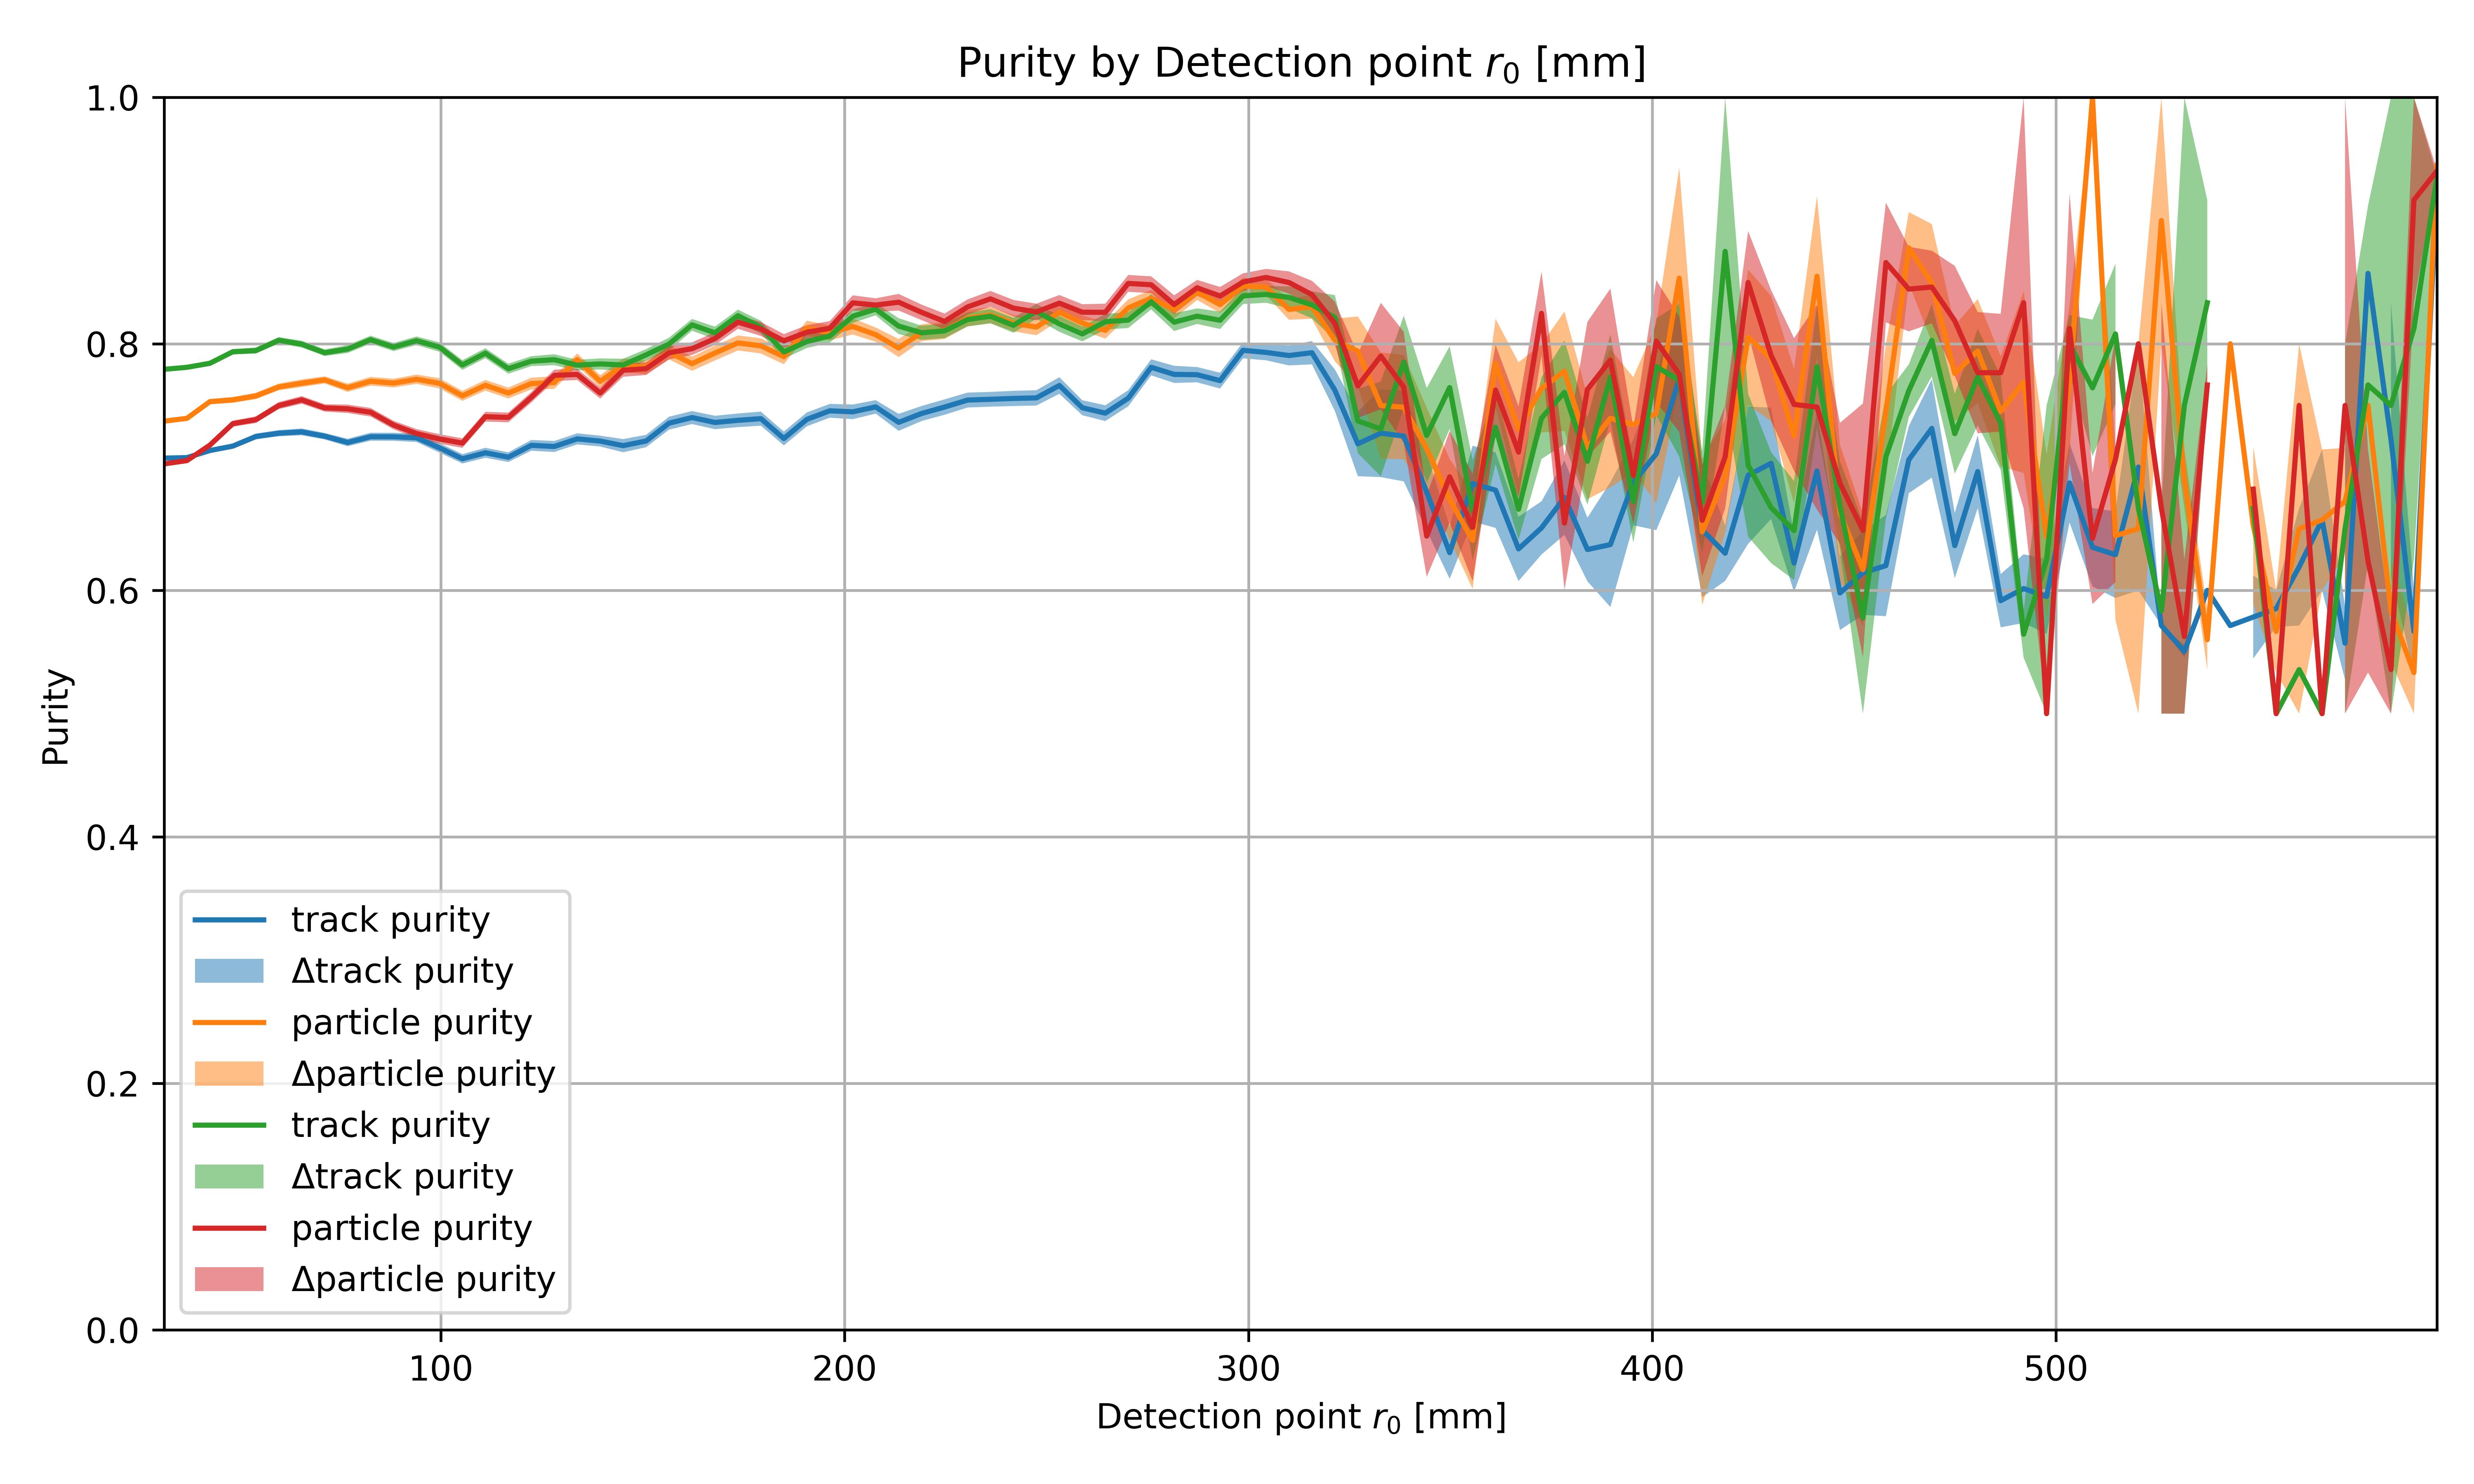 Purity by Detection point r₀ [mm]
1.0
0.8
0.6
0.4
0.2
0.0
Purity
track purity
Δtrack purity
particle purity
Δparticle purity
track purity
Δtrack purity
particle purity
Δparticle purity
100 200 300 400 500
Detection point r₀ [mm]